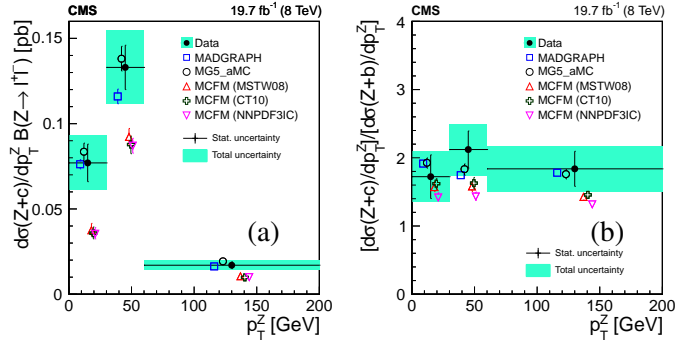 CMS 19.7 fb⁻¹ (8 TeV)
dσ(Z+c)/dp_T^Z B(Z→ l⁺l⁻) [pb]
0.15
0.1
0.05
0
Data
MADGRAPH
MG5_aMC
MCFM (MSTW08)
MCFM (CT10)
MCFM (NNPDF3IC)
Stat. uncertainty
Total uncertainty
(a)
0 50 100 150 200
p_T^Z [GeV]
CMS 19.7 fb⁻¹ (8 TeV)
[dσ(Z+c)/dp_T^Z]/[dσ(Z+b)/dp_T^Z]
4
3
2
1
0
Data
MADGRAPH
MG5_aMC
MCFM (MSTW08)
MCFM (CT10)
MCFM (NNPDF3IC)
(b)
Stat. uncertainty
Total uncertainty
0 50 100 150 200
p_T^Z [GeV]